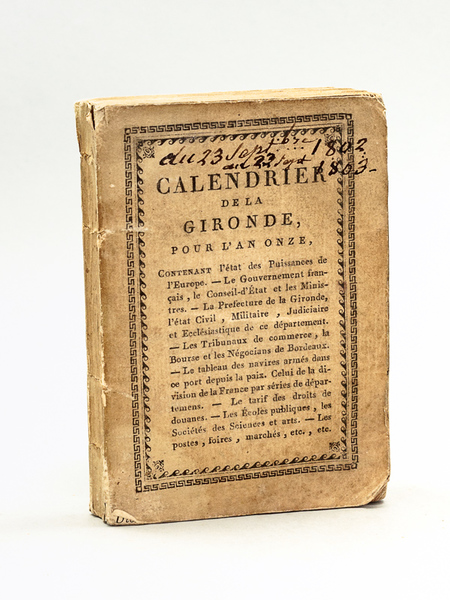 du 23 Sept.bre 1802
au 23 Sept 1803-
CALENDRIER
DE LA
GIRONDE,
POUR L'AN ONZE,
CONTENANT l'état des Puissances de
l'Europe. — Le Gouvernement fran-
çais, le Conseil-d'État et les Minis-
tres. — La Prefecture de la Gironde,
l'état Civil, Militaire, Judiciaire
et Ecclésiastique de ce département.
— Les Tribunaux de commerce, la
Bourse et les Négocians de Bordeaux.
— Le tableau des navires armés dans
ce port depuis la paix. Celui de la di-
vision de la France par séries de dépar-
temens. — Le tarif des droits de
douanes. — Les Écoles publiques, les
Sociétés des Sciences et arts. — Les
postes, foires, marchés, etc., etc.